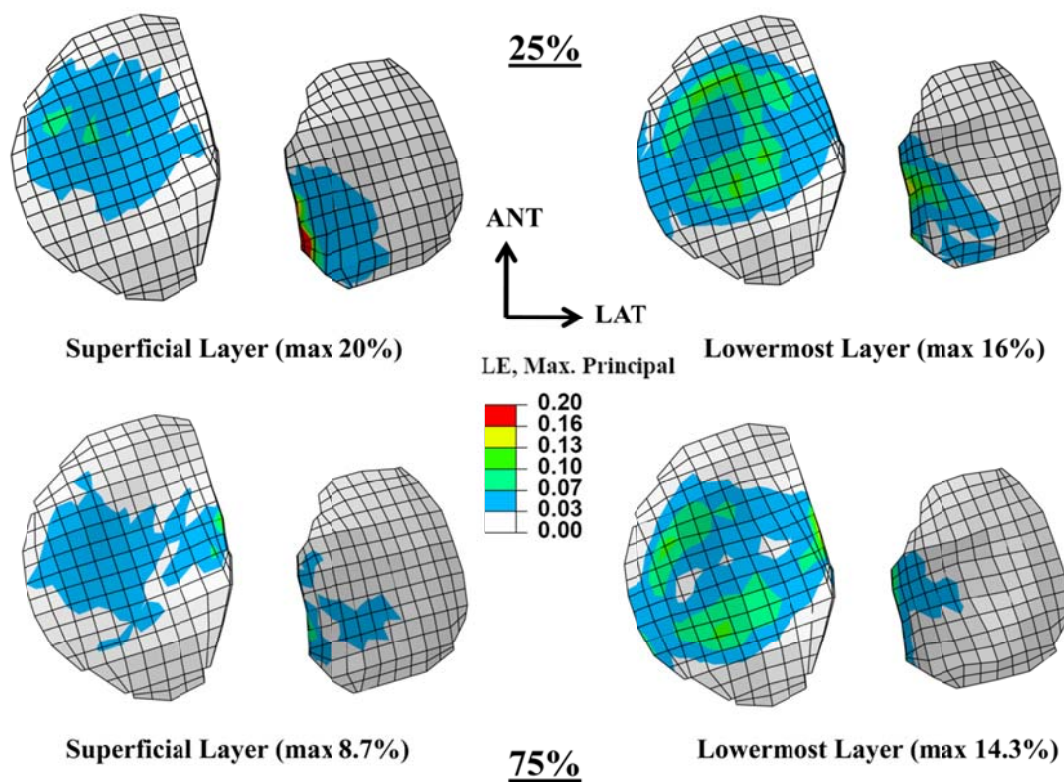 25%
ANT
LAT
Superficial Layer (max 20%)
Lowermost Layer (max 16%)
LE, Max. Principal
0.20
0.16
0.13
0.10
0.07
0.03
0.00
Superficial Layer (max 8.7%)
Lowermost Layer (max 14.3%)
75%